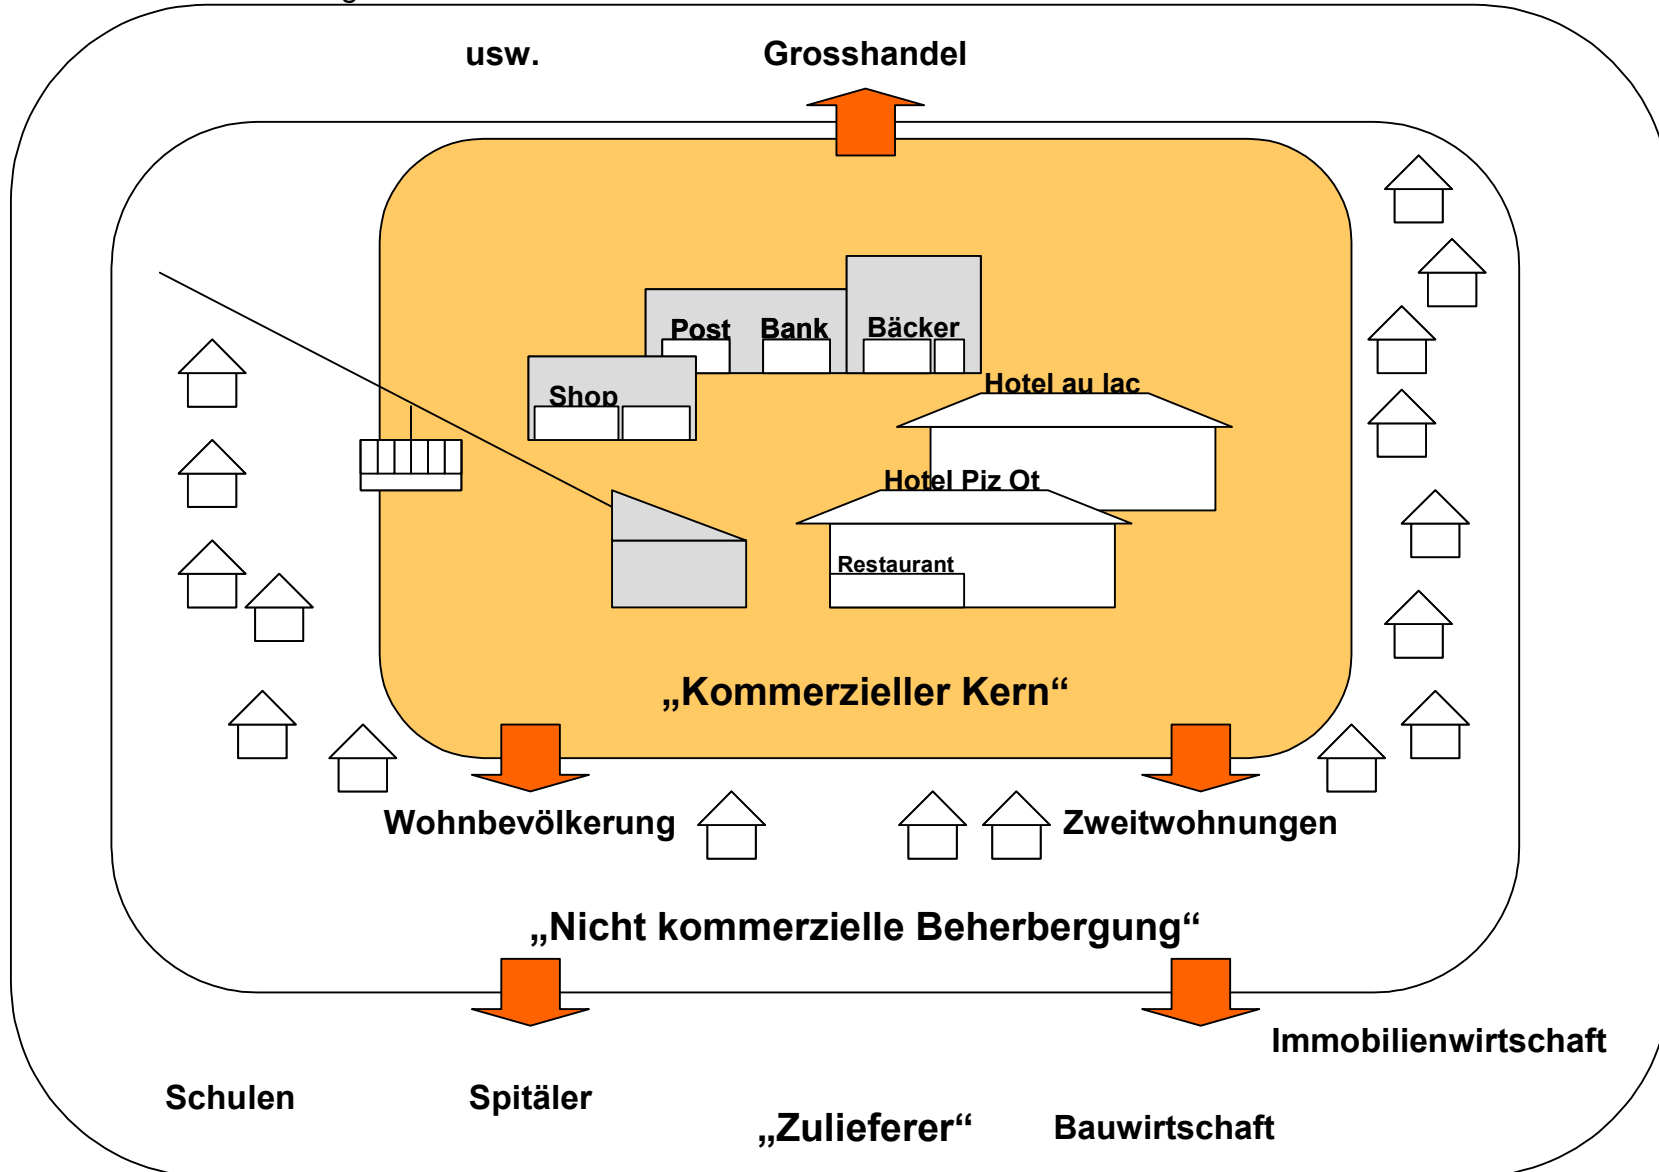 usw. Grosshandel
Post Bank Bäcker
Shop
Hotel au lac
Hotel Piz Ot
Restaurant
„Kommerzieller Kern“
Wohnbevölkerung Zweitwohnungen
„Nicht kommerzielle Beherbergung“
Immobilienwirtschaft
Schulen Spitäler
„Zulieferer“ Bauwirtschaft